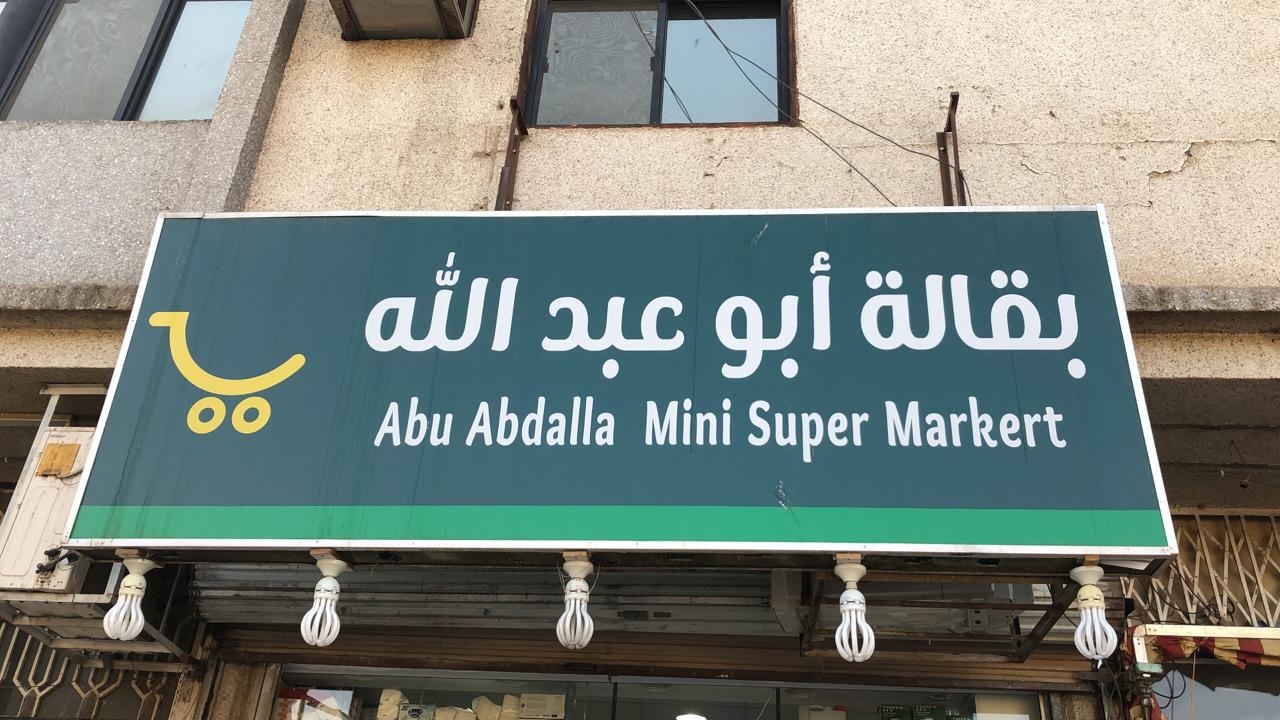 بقالة أبو عبد الله
Abu Abdalla Mini Super Markert